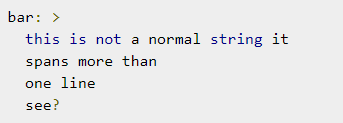 bar: >
  this is not a normal string it
  spans more than
  one line
  see?